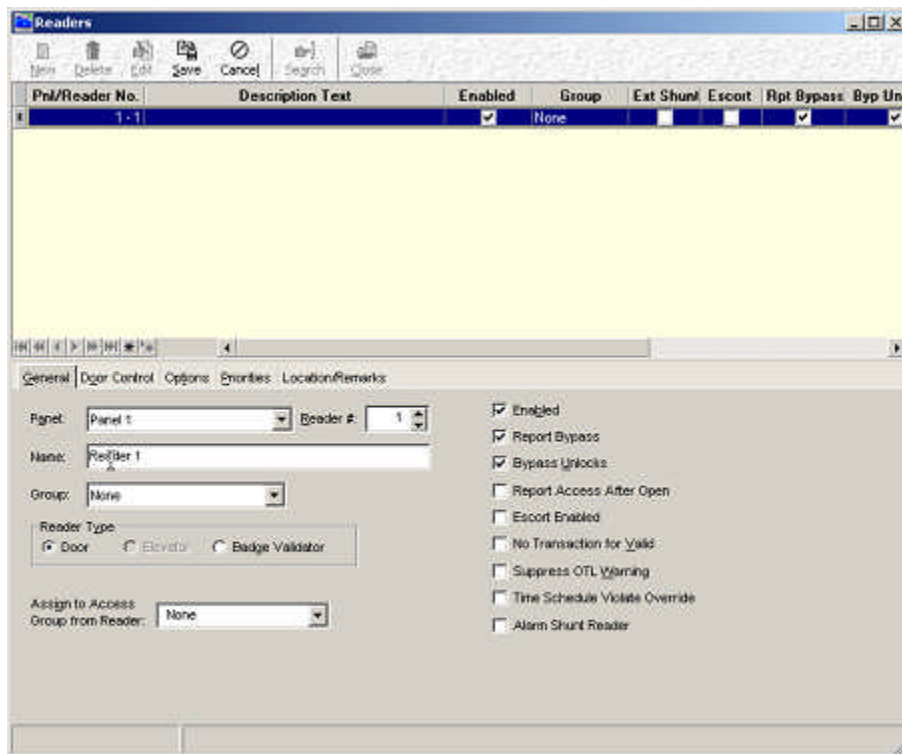 Readers
New Delete Edit Save Cancel Search Close
Pnl/Reader No. Description Text Enabled Group Ext Shunt Escort Rpt Bypass Byp Un
1 - 1 None
General Door Control Options Priorities Location/Remarks
Panel: Panel 1 Reader #: 1
Name: Reader 1
Group: None
Reader Type
Door Elevator Badge Validator
Assign to Access
Group from Reader: None
Enabled
Report Bypass
Bypass Unlocks
Report Access After Open
Escort Enabled
No Transaction for Valid
Suppress OTL Warning
Time Schedule Violate Override
Alarm Shunt Reader